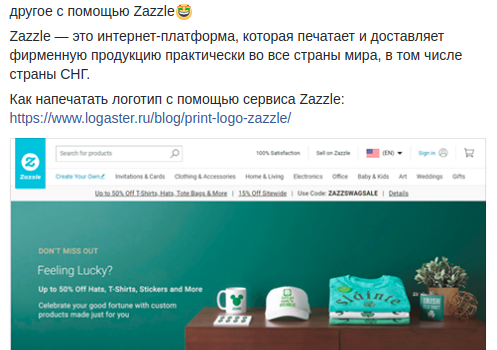 другое с помощью Zazzle🤩
Zazzle — это интернет-платформа, которая печатает и доставляет
фирменную продукцию практически во все страны мира, в том числе
страны СНГ.
Как напечатать логотип с помощью сервиса Zazzle:
https://www.logaster.ru/blog/print-logo-zazzle/
Zazzle
Search for products
100% Satisfaction
Sell on Zazzle
(EN)
Sign in
Create Your Own
Invitations & Cards
Clothing & Accessories
Home & Living
Electronics
Office
Baby & Kids
Art
Weddings
Gifts
Up to 50% Off T-Shirts, Hats, Tote Bags & More | 15% Off Sitewide | Use Code: ZAZZSWAGSALE | Details
DON'T MISS OUT
Feeling Lucky?
Up to 50% Off Hats, T-Shirts, Stickers and More
Celebrate your good fortune with custom
products made just for you
Sláinte
IRISH